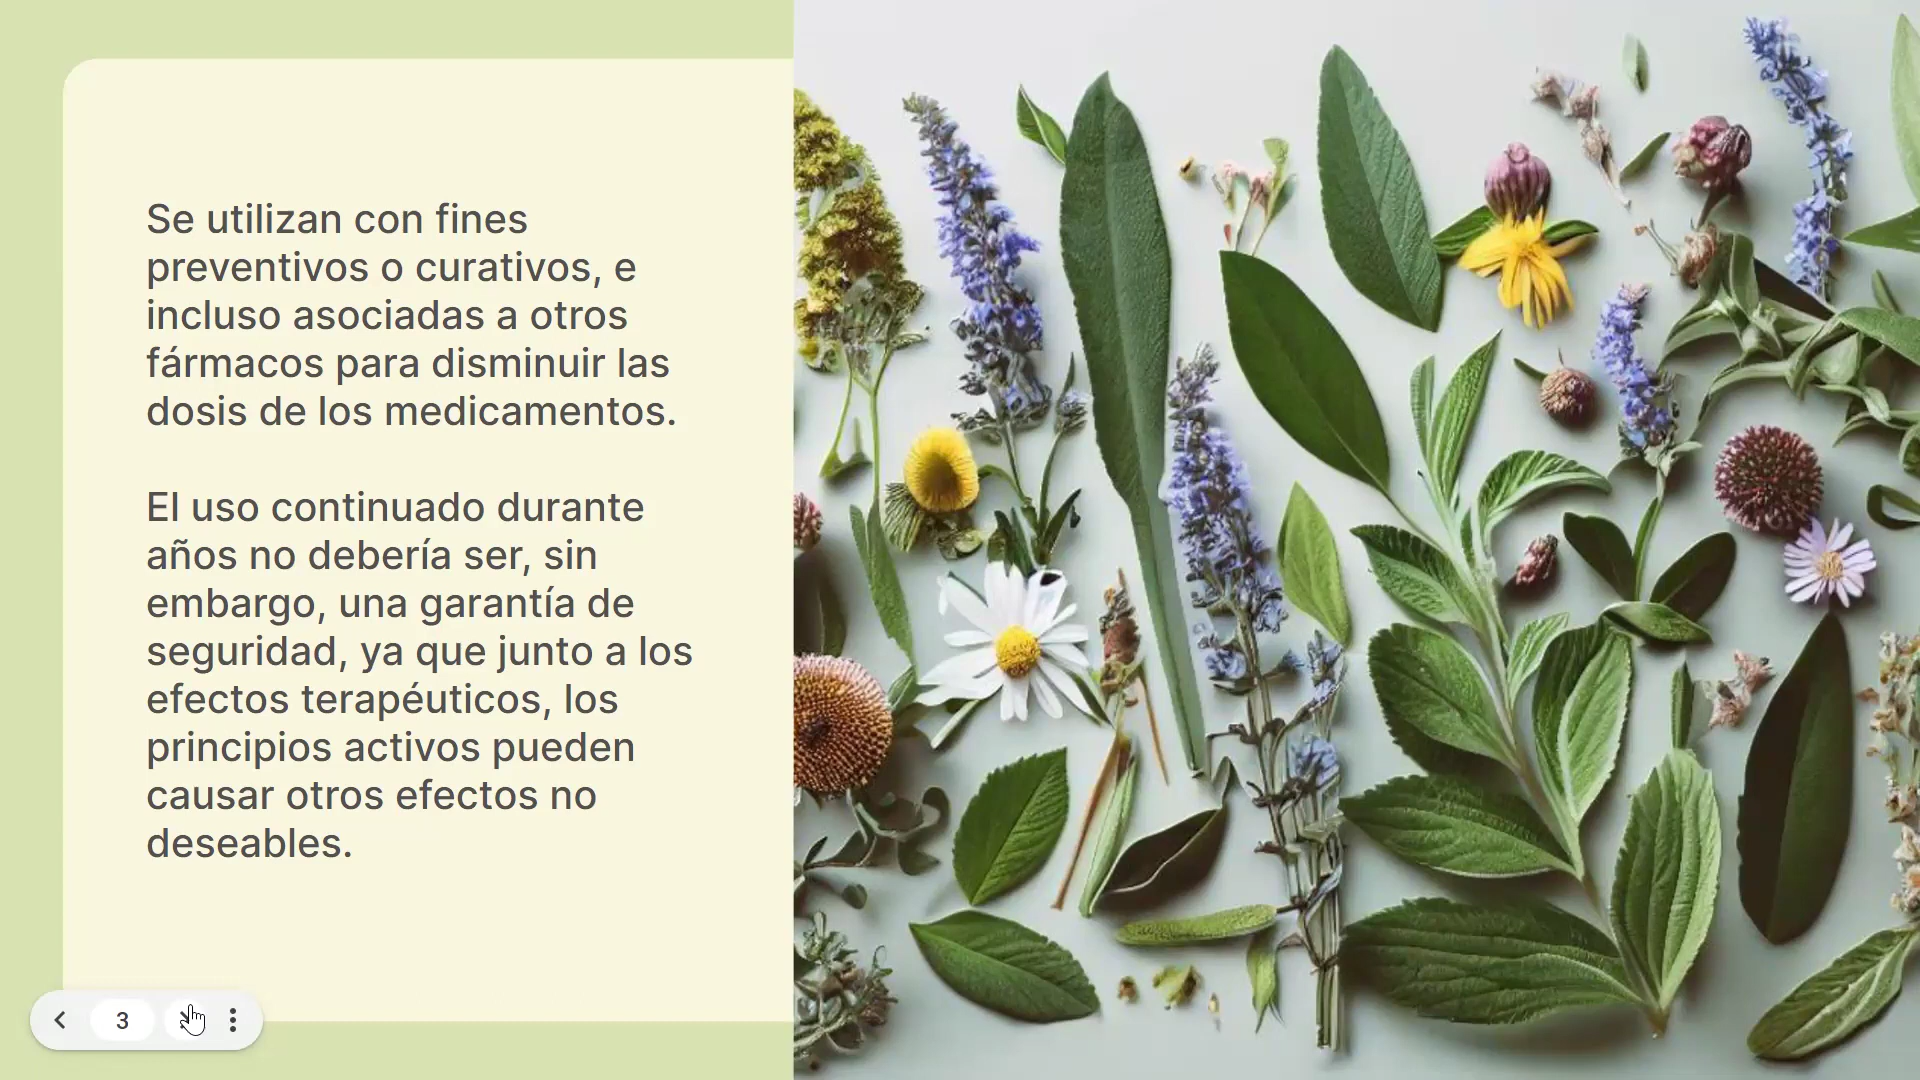 Se utilizan con fines
preventivos o curativos, e
incluso asociadas a otros
fármacos para disminuir las
dosis de los medicamentos.
El uso continuado durante
años no debería ser, sin
embargo, una garantía de
seguridad, ya que junto a los
efectos terapéuticos, los
principios activos pueden
causar otros efectos no
deseables.
3